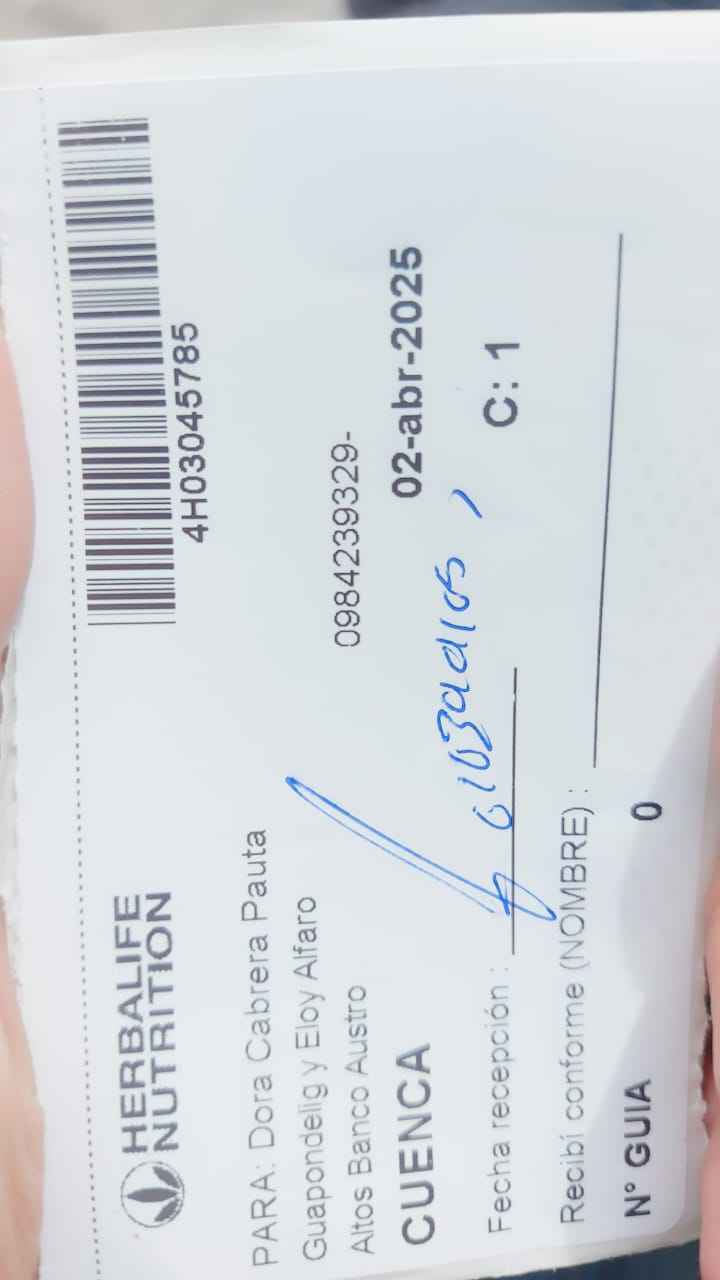 HERBALIFE
NUTRITION
4H03045785
PARA: Dora Cabrera Pauta
Guapondelig y Eloy Alfaro
Altos Banco Austro
0984239329-
CUENCA
02-abr-2025
Fecha recepción :
C: 1
Recibí conforme (NOMBRE) :
N° GUIA
0